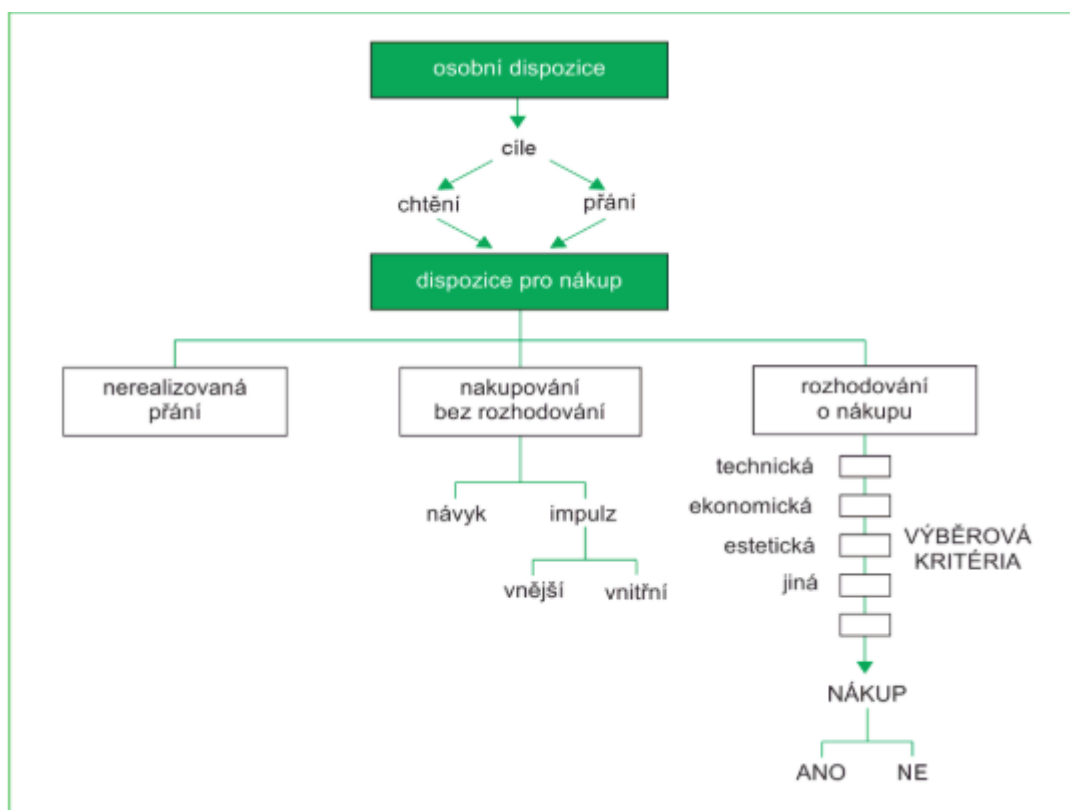 osobní dispozice
cíle
chtění
přání
dispozice pro nákup
nerealizovaná
přání
nakupování
bez rozhodování
rozhodování
o nákupu
návyk
impulz
vnější
vnitřní
technická
ekonomická
estetická
jiná
VÝBĚROVÁ
KRITÉRIA
NÁKUP
ANO
NE